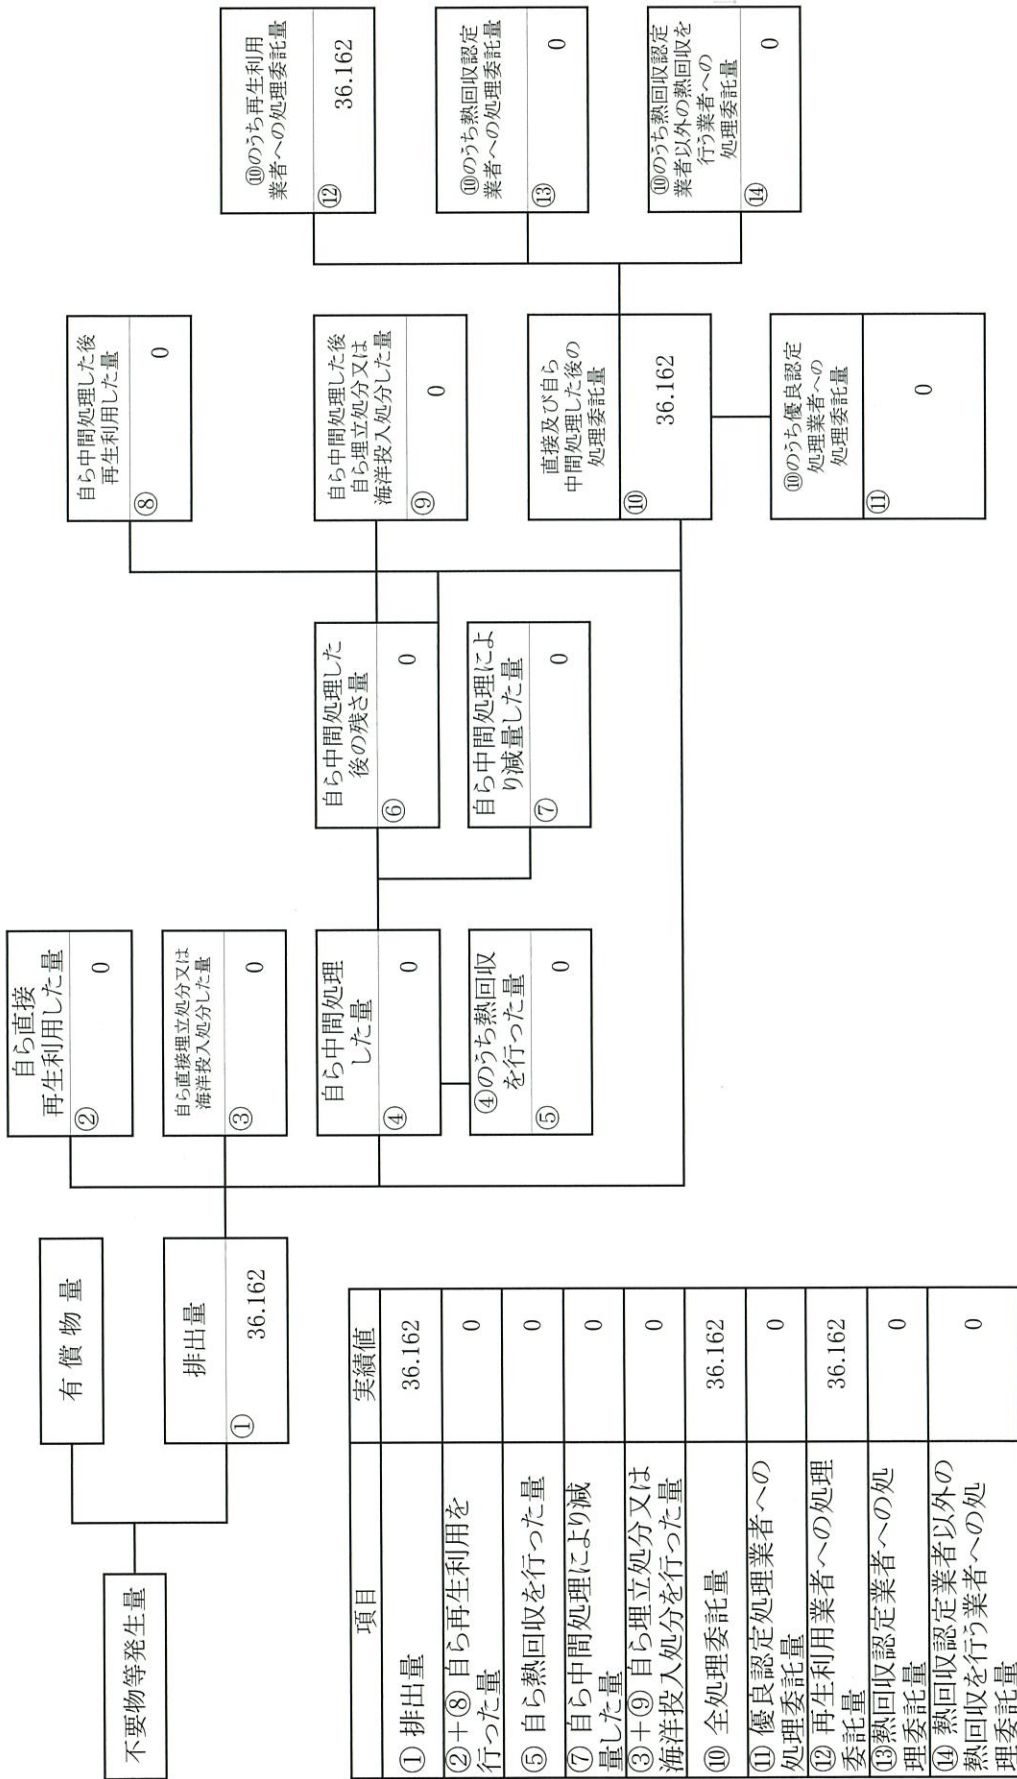 不要物等発生量
有償物量
排出量
①
36.162
自ら直接
再生利用した量
②
0
自ら直接埋立処分又は
海洋投入処分した量
③
0
自ら中間処理
した量
④
0
④のうち熱回収
を行った量
⑤
0
自ら中間処理した
後の残さ量
⑥
0
自ら中間処理によ
り減量した量
⑦
0
自ら中間処理した後
再生利用した量
⑧
0
自ら中間処理した後
自ら埋立処分又は
海洋投入処分した量
⑨
0
直接及び自ら
中間処理した後の
処理委託量
⑩
36.162
⑩のうち優良認定
処理業者への
処理委託量
⑪
0
⑩のうち再生利用
業者への処理委託量
⑫
36.162
⑩のうち熱回収認定
業者への処理委託量
⑬
0
⑩のうち熱回収認定
業者以外の熱回収を
行う業者への
処理委託量
⑭
0
項目 実績値
① 排出量 36.162
②＋⑧ 自ら再生利用を
行った量 0
⑤ 自ら熱回収を行った量 0
⑦ 自ら中間処理により減
量した量 0
③＋⑨ 自ら埋立処分又は
海洋投入処分を行った量 0
⑩ 全処理委託量 36.162
⑪ 優良認定処理業者への
処理委託量 0
⑫ 再生利用業者への処理
委託量 36.162
⑬熱回収認定業者への処
理委託量 0
⑭ 熱回収認定業者以外の
熱回収を行う業者への処
理委託量 0